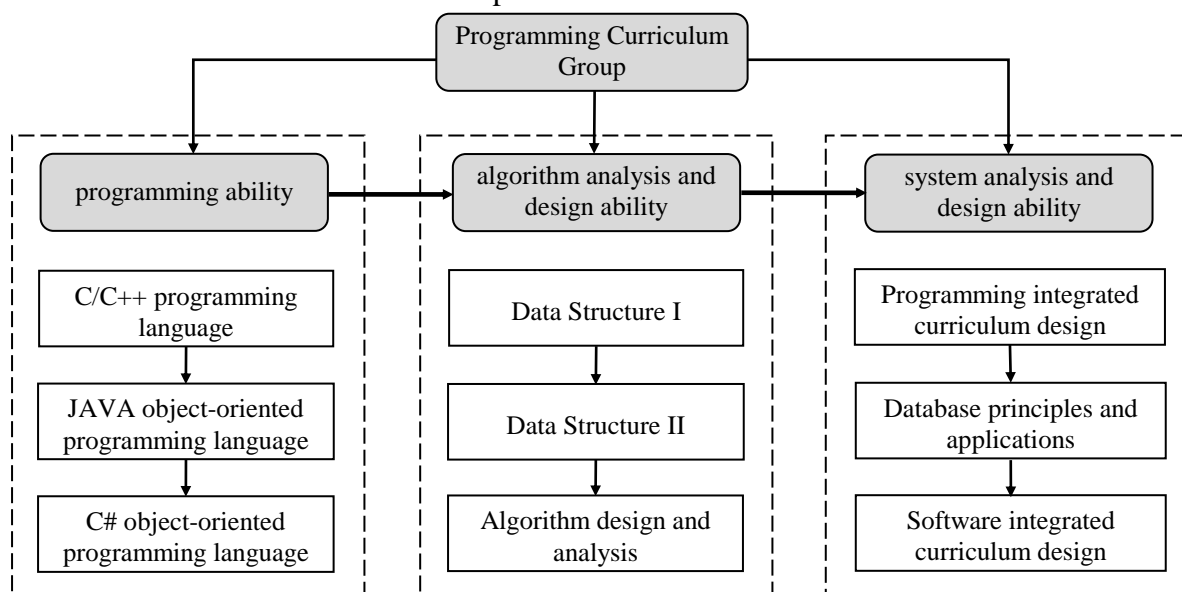 Programming Curriculum
Group
programming ability
algorithm analysis and
design ability
system analysis and
design ability
C/C++ programming
language
Data Structure I
Programming integrated
curriculum design
JAVA object-oriented
programming language
Data Structure II
Database principles and
applications
C# object-oriented
programming language
Algorithm design and
analysis
Software integrated
curriculum design